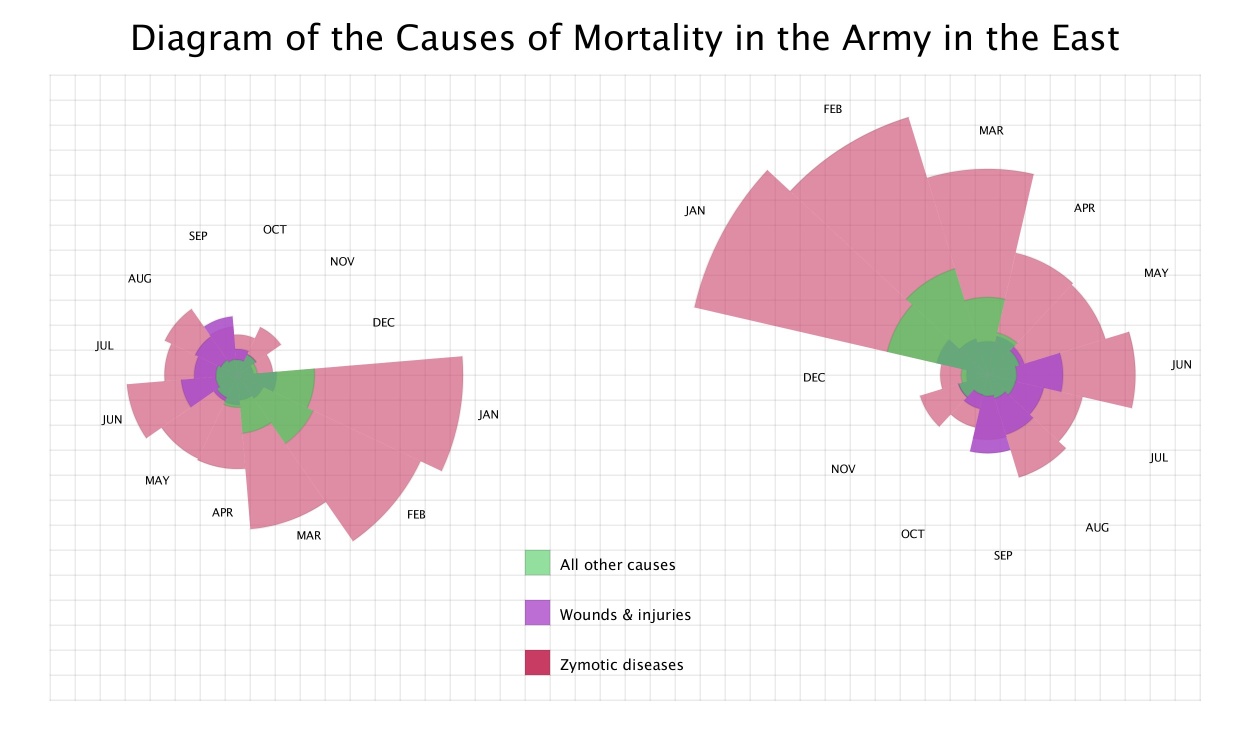 Diagram of the Causes of Mortality in the Army in the East
SEP
OCT
NOV
AUG
DEC
JUL
JAN
JUN
MAY
APR
MAR
FEB
FEB
MAR
JAN
APR
MAY
JUN
DEC
JUL
NOV
AUG
OCT
SEP
All other causes
Wounds & injuries
Zymotic diseases